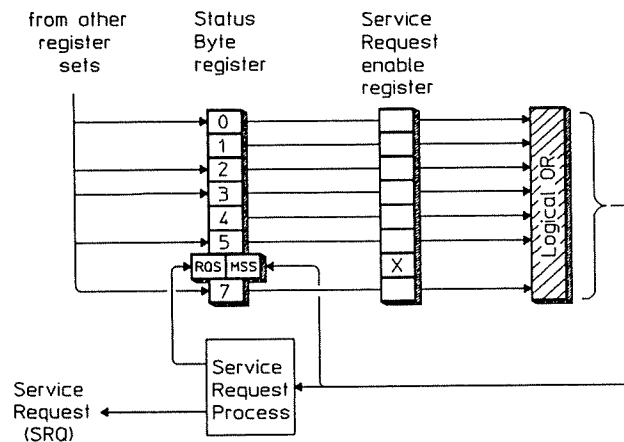 from other
register
sets
Status
Byte
register
Service
Request
enable
register
0
1
2
3
4
5
RQS MSS
7
X
Logical OR
Service
Request
Process
Service
Request
(SRQ)